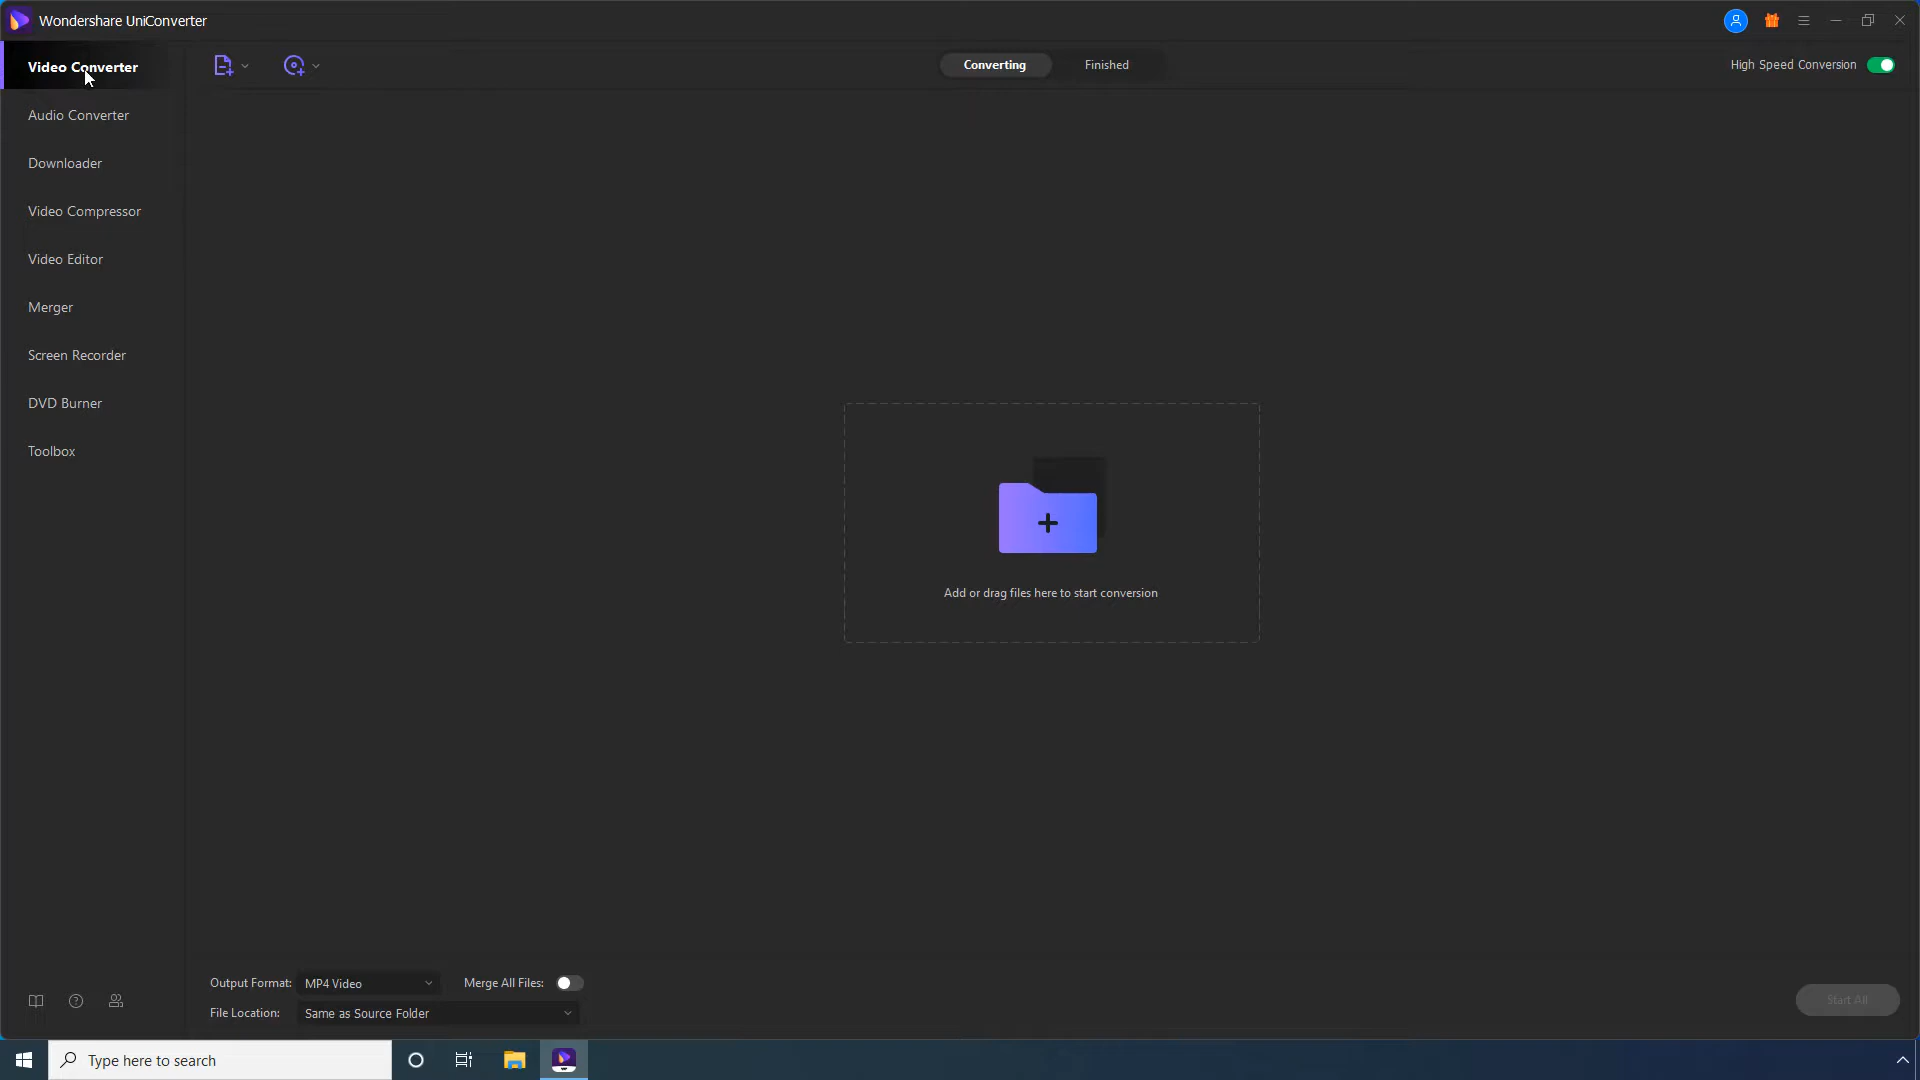 Wondershare UniConverter
Video Converter
Converting
Finished
High Speed Conversion
Audio Converter
Downloader
Video Compressor
Video Editor
Merger
Screen Recorder
DVD Burner
Toolbox
Add or drag files here to start conversion
Output Format: MP4 Video
Merge All Files:
File Location: Same as Source Folder
Start All
Type here to search